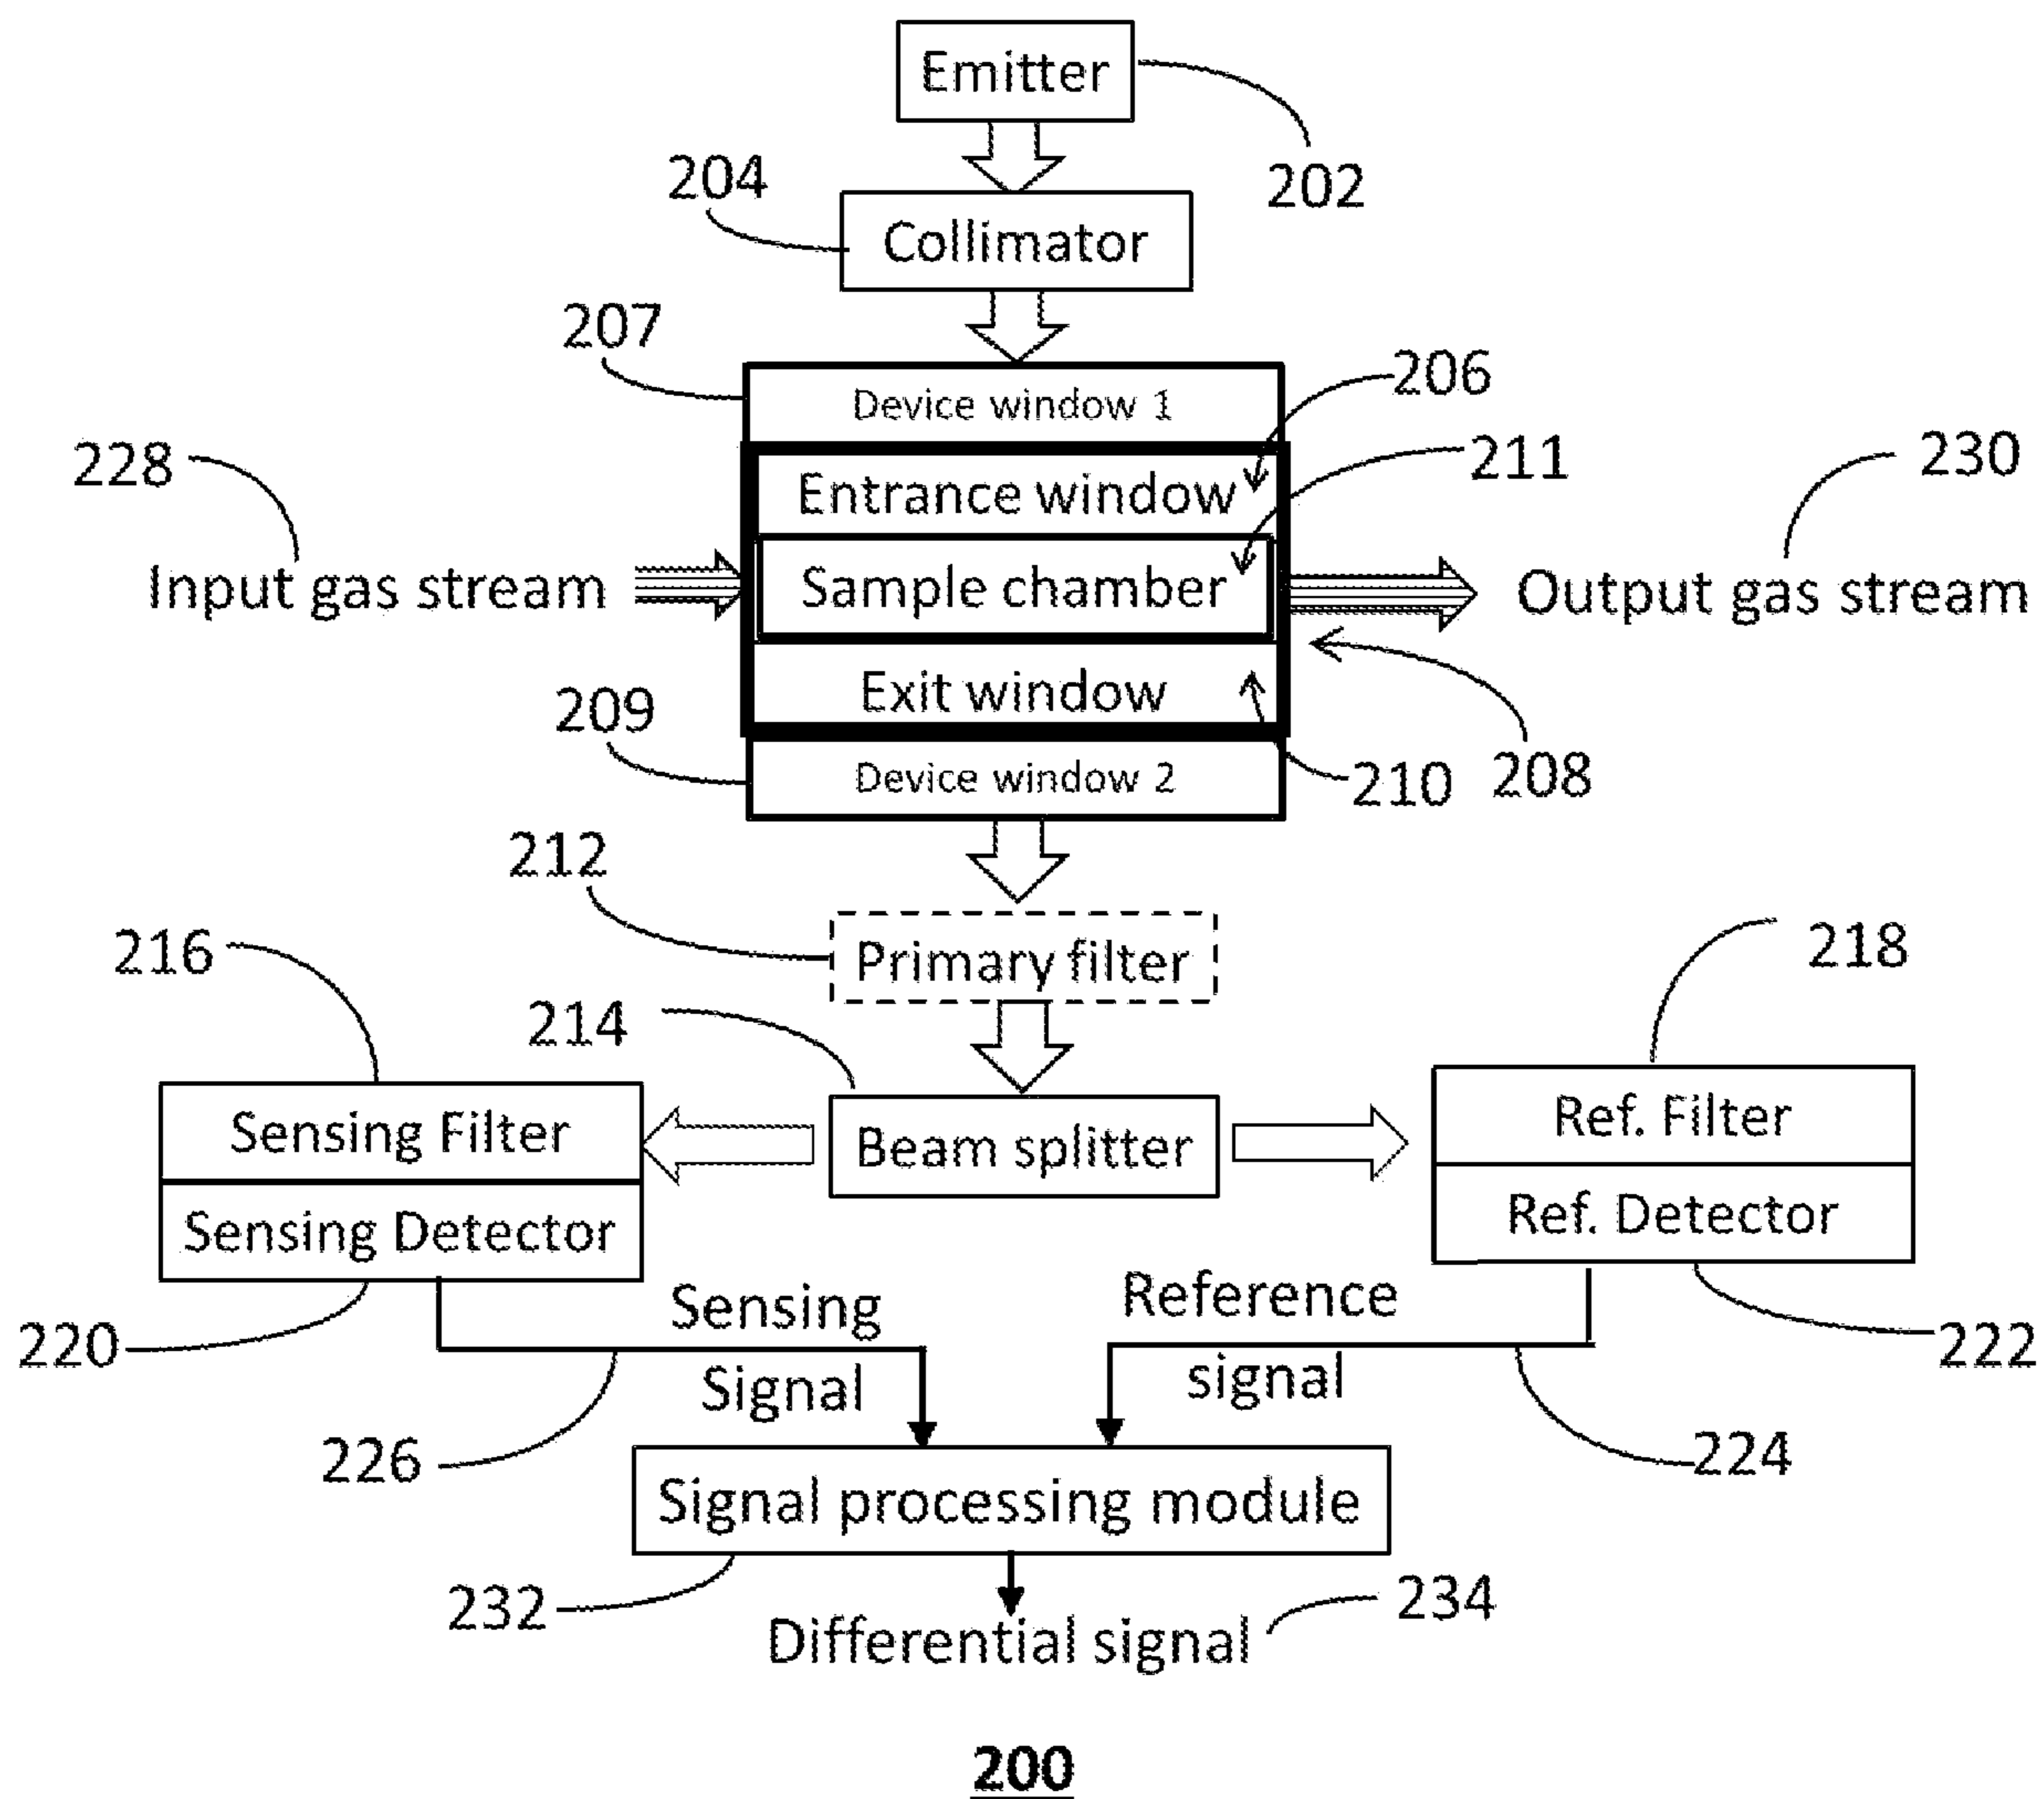 Emitter
202
204
Collimator
207
Device window 1
206
228
Entrance window
211
230
Input gas stream
Sample chamber
Output gas stream
209
Exit window
Device window 2
210
208
212
216
Primary filter
218
214
Sensing Filter
Beam splitter
Ref. Filter
Sensing Detector
Ref. Detector
220
Sensing
Signal
Reference
signal
222
226
224
Signal processing module
232
234
Differential signal
200